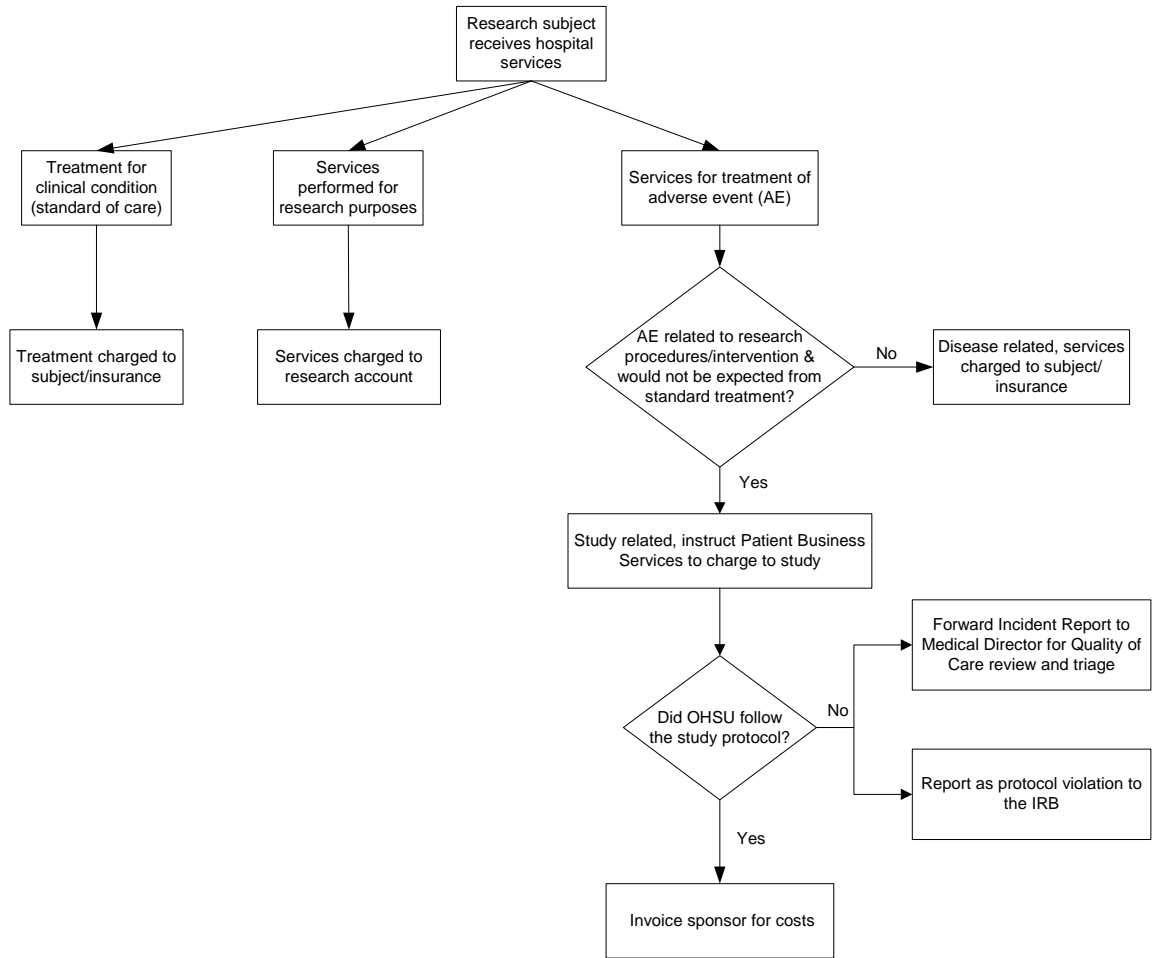 Research subject
receives hospital
services
Treatment for
clinical condition
(standard of care)
Services
performed for
research purposes
Services for treatment of
adverse event (AE)
Treatment charged to
subject/insurance
Services charged to
research account
AE related to research
procedures/intervention &
would not be expected from
standard treatment?
No
Disease related, services
charged to subject/
insurance
Yes
Study related, instruct Patient Business
Services to charge to study
Did OHSU follow
the study protocol?
No
Forward Incident Report to
Medical Director for Quality of
Care review and triage
Report as protocol violation to
the IRB
Yes
Invoice sponsor for costs